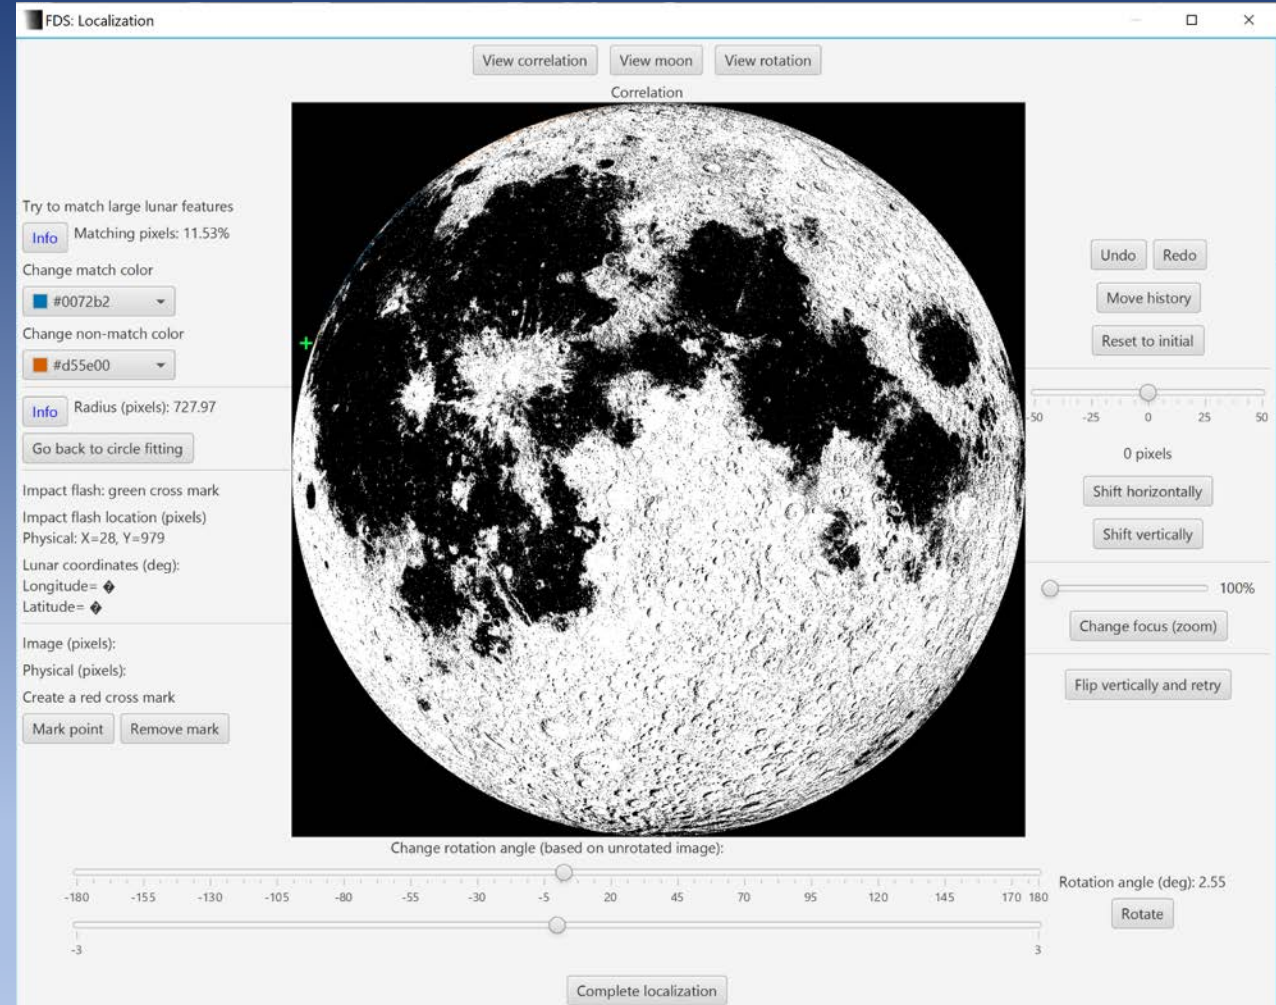 FDS: Localization
View correlation
View moon
View rotation
Correlation
Try to match large lunar features
Info
Matching pixels: 11.53%
Change match color
#0072b2
Change non-match color
#d55e00
Info
Radius (pixels): 727.97
Go back to circle fitting
Impact flash: green cross mark
Impact flash location (pixels)
Physical: X=28, Y=979
Lunar coordinates (deg):
Longitude= �
Latitude= �
Image (pixels):
Physical (pixels):
Create a red cross mark
Mark point
Remove mark
Undo
Redo
Move history
Reset to initial
-50 -25 0 25 50
0 pixels
Shift horizontally
Shift vertically
100%
Change focus (zoom)
Flip vertically and retry
Change rotation angle (based on unrotated image):
-180 -155 -130 -105 -80 -55 -30 -5 20 45 70 95 120 145 170 180
-3 3
Rotation angle (deg): 2.55
Rotate
Complete localization